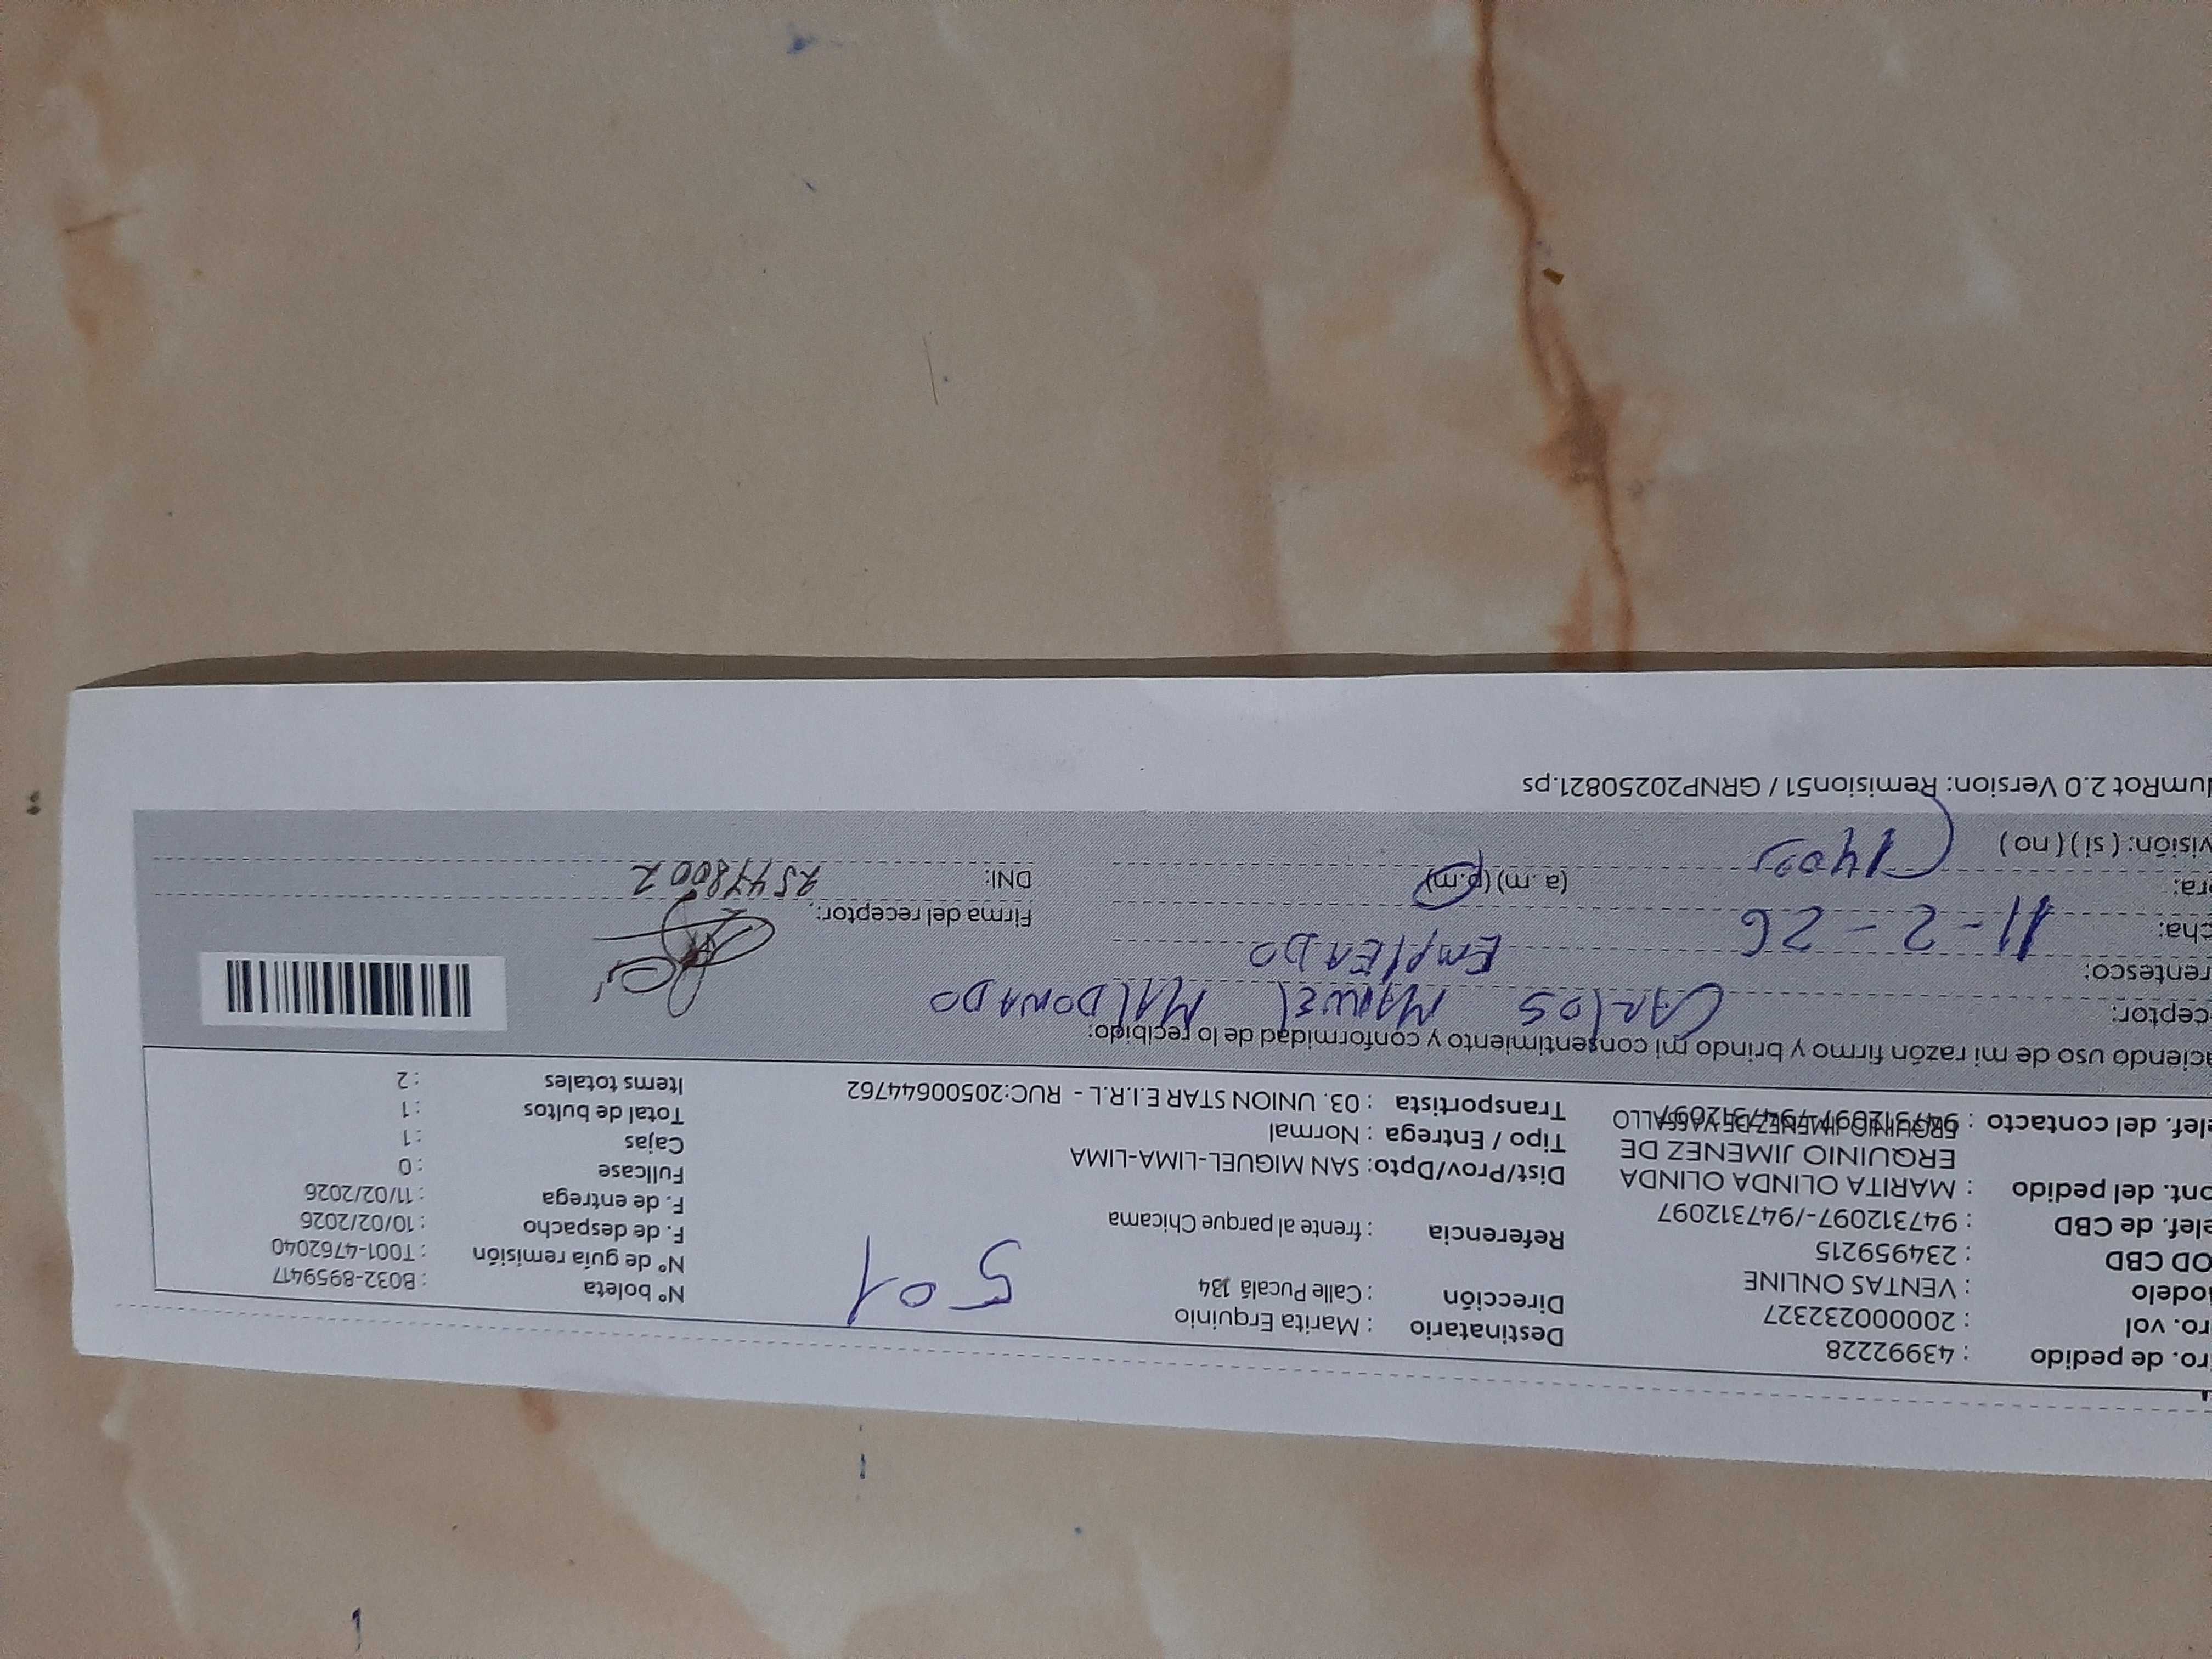 ro. de pedido : 43992228
ro. vol : 2000000232327
odelo : VENTAS ONLINE
OD CBD : 234959215
elef. de CBD : 947312097-/947312097
ont. del pedido : MARITA OLINDA OLINDA
ERQUINIO JIMENEZ DE
elef. del contacto :
Destinatario : Marita Erquinio
Dirección : Calle Pucalá 134
Referencia : frente al parque Chicama
501
Dist/Prov/Dpto: SAN MIGUEL-LIMA-LIMA
Tipo / Entrega : Normal
Transportista : 03. UNION STAR E.I.R.L - RUC:20500644762
N° boleta : B032-8959417
N° de guía remisión : T001-4762040
F. de despacho : 10/02/2026
F. de entrega : 11/02/2026
Fullcase : 0
Cajas : 1
Total de bultos : 1
Items totales : 2
aciendo uso de mi razón firmo y brindo mi consentimiento y conformidad de lo recibido:
ceptor: CARLOS MANUEL MALDONADO
rentesco: EMPLEADO
cha: 11-2-26
ra: (a. m) (p.m)
visión: ( si ) ( no )
Firma del receptor:
DNI:
umRot 2.0 Version: Remision51 / GRNP20250821.ps